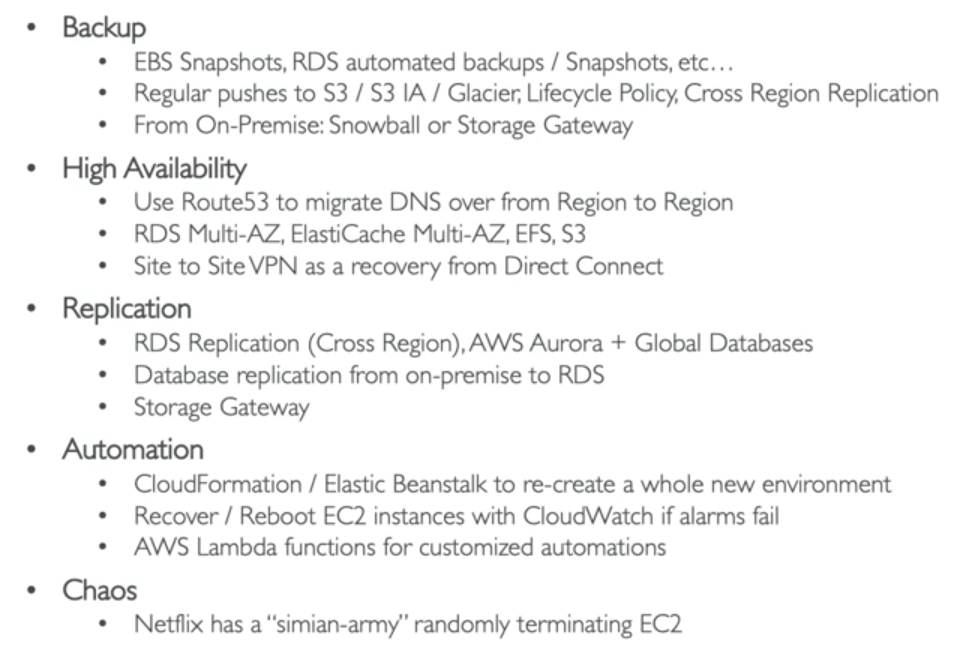 • Backup
• EBS Snapshots, RDS automated backups / Snapshots, etc…
• Regular pushes to S3 / S3 IA / Glacier, Lifecycle Policy, Cross Region Replication
• From On-Premise: Snowball or Storage Gateway
• High Availability
• Use Route53 to migrate DNS over from Region to Region
• RDS Multi-AZ, ElastiCache Multi-AZ, EFS, S3
• Site to Site VPN as a recovery from Direct Connect
• Replication
• RDS Replication (Cross Region), AWS Aurora + Global Databases
• Database replication from on-premise to RDS
• Storage Gateway
• Automation
• CloudFormation / Elastic Beanstalk to re-create a whole new environment
• Recover / Reboot EC2 instances with CloudWatch if alarms fail
• AWS Lambda functions for customized automations
• Chaos
• Netflix has a “simian-army” randomly terminating EC2